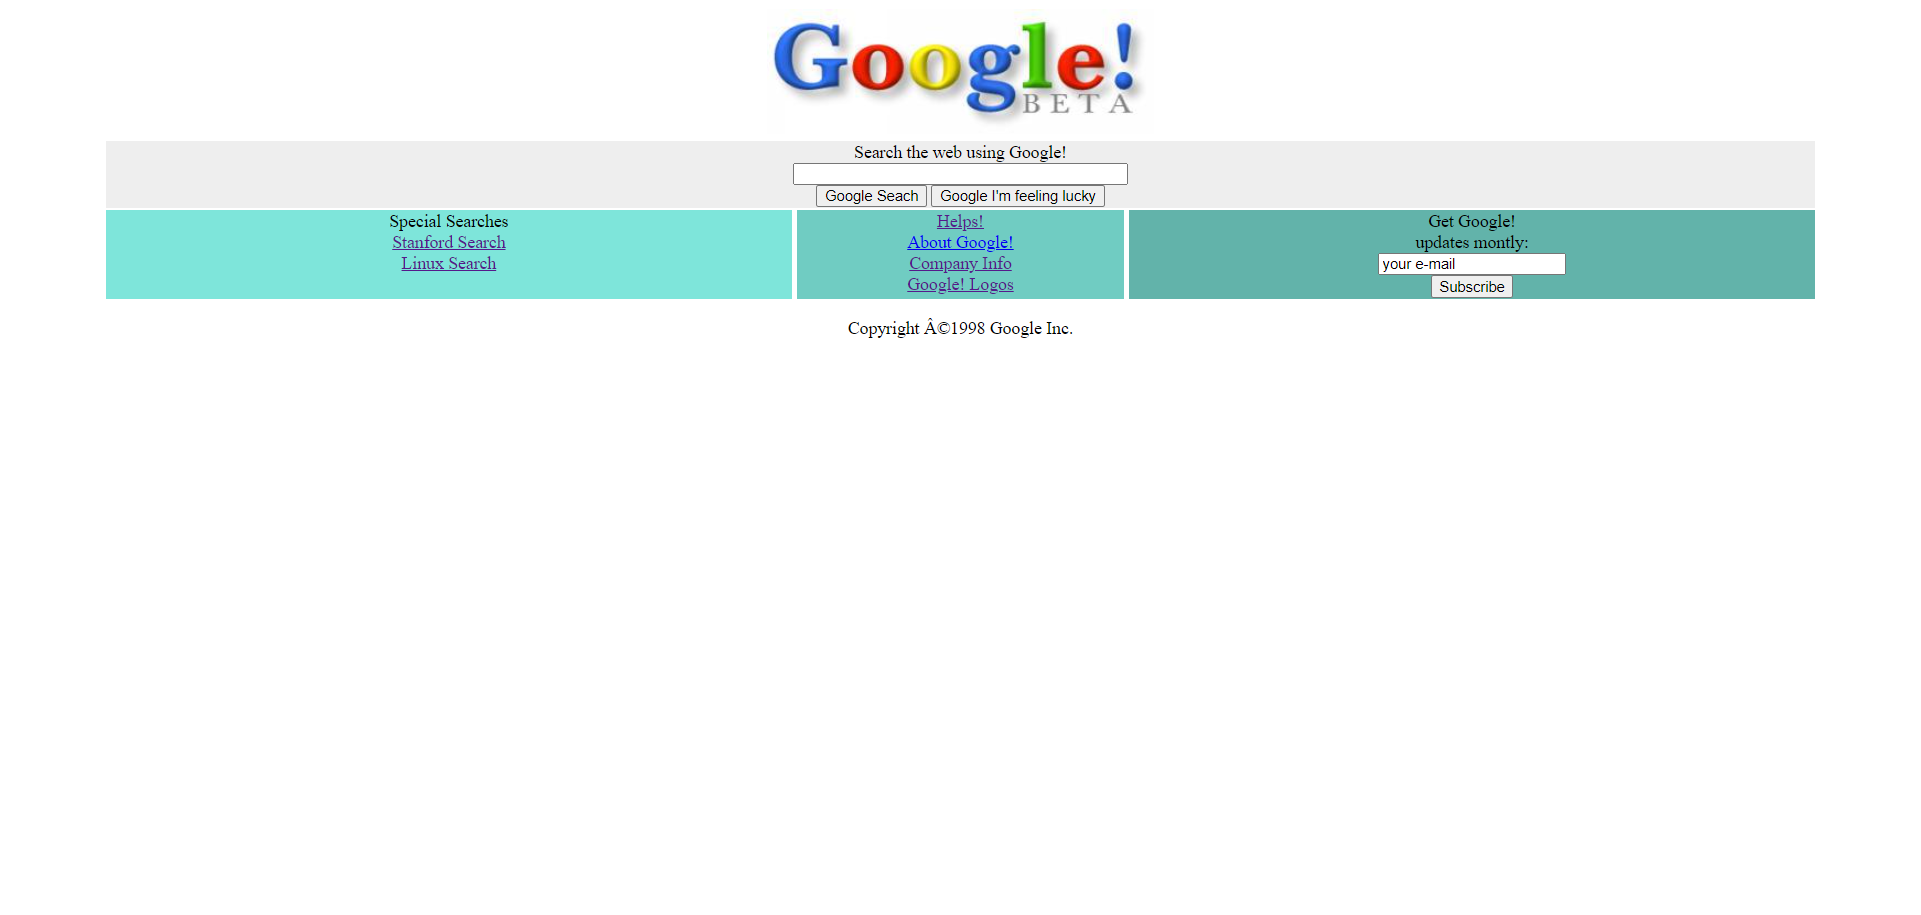 Google!
BETA
Search the web using Google!
Google Seach Google I'm feeling lucky
Special Searches
Stanford Search
Linux Search
Helps!
About Google!
Company Info
Google! Logos
Get Google!
updates montly:
your e-mail
Subscribe
Copyright Â©1998 Google Inc.